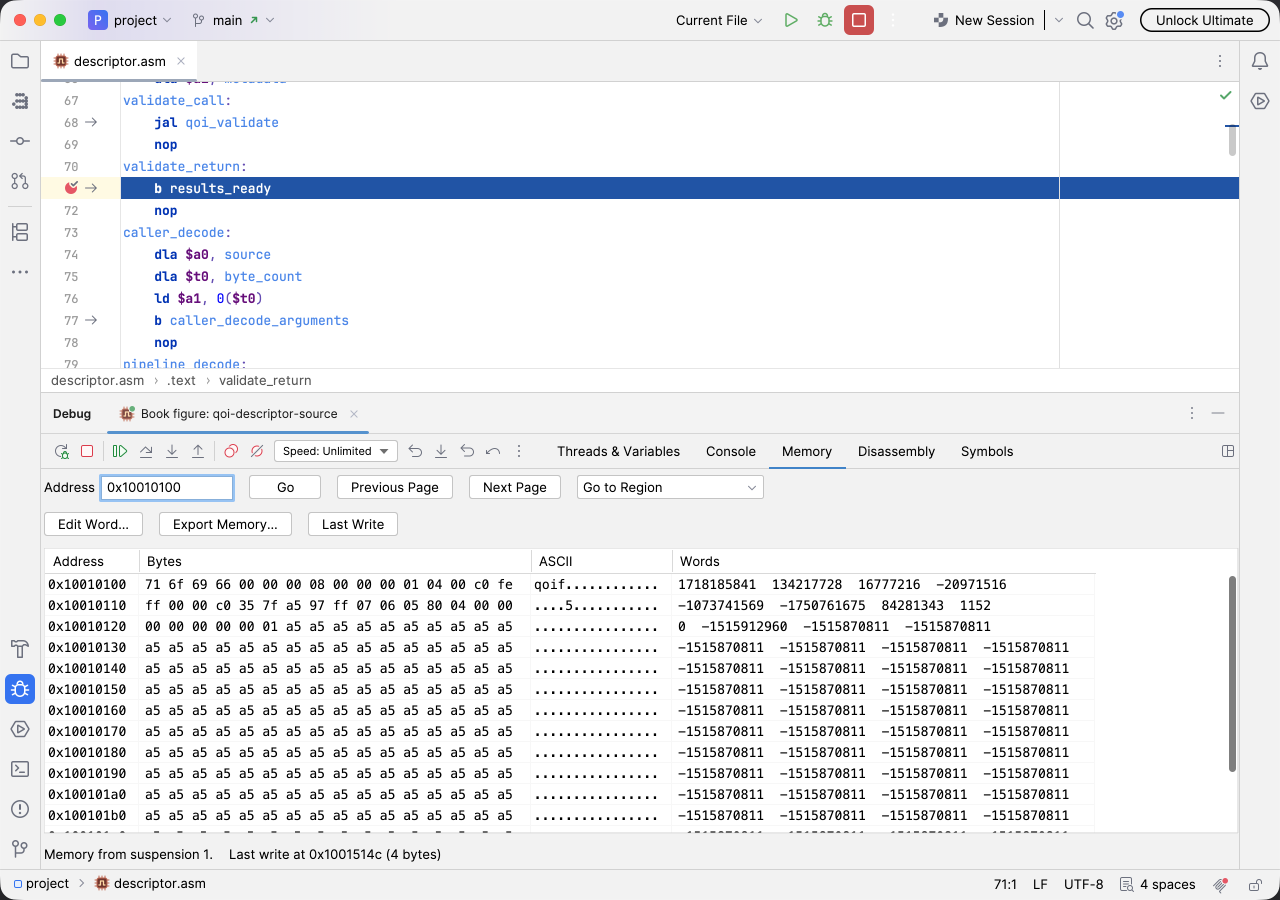 project
main
Current File
New Session
Unlock Ultimate
descriptor.asm
67 validate_call:
68 jal qoi_validate
69 nop
70 validate_return:
b results_ready
72 nop
73 caller_decode:
74 dla $a0, source
75 dla $t0, byte_count
76 ld $a1, 0($t0)
77 b caller_decode_arguments
78 nop
79 pipeline_decode:
descriptor.asm › .text › validate_return
Debug
Book figure: qoi-descriptor-source
Speed: Unlimited
Threads & Variables
Console
Memory
Disassembly
Symbols
Address 0x10010100
Go
Previous Page
Next Page
Go to Region
Edit Word...
Export Memory...
Last Write
Address Bytes ASCII Words
0x10010100 71 6f 69 66 00 00 00 08 00 00 00 01 04 00 c0 fe qoif............ 1718185841 134217728 16777216 -20971516
0x10010110 ff 00 00 c0 35 7f a5 97 ff 07 06 05 80 04 00 00 ....5........... -1073741569 -1750761675 84281343 1152
0x10010120 00 00 00 00 00 01 a5 a5 a5 a5 a5 a5 a5 a5 a5 a5 ................ 0 -1515912960 -1515870811 -1515870811
0x10010130 a5 a5 a5 a5 a5 a5 a5 a5 a5 a5 a5 a5 a5 a5 a5 a5 ................ -1515870811 -1515870811 -1515870811 -1515870811
0x10010140 a5 a5 a5 a5 a5 a5 a5 a5 a5 a5 a5 a5 a5 a5 a5 a5 ................ -1515870811 -1515870811 -1515870811 -1515870811
0x10010150 a5 a5 a5 a5 a5 a5 a5 a5 a5 a5 a5 a5 a5 a5 a5 a5 ................ -1515870811 -1515870811 -1515870811 -1515870811
0x10010160 a5 a5 a5 a5 a5 a5 a5 a5 a5 a5 a5 a5 a5 a5 a5 a5 ................ -1515870811 -1515870811 -1515870811 -1515870811
0x10010170 a5 a5 a5 a5 a5 a5 a5 a5 a5 a5 a5 a5 a5 a5 a5 a5 ................ -1515870811 -1515870811 -1515870811 -1515870811
0x10010180 a5 a5 a5 a5 a5 a5 a5 a5 a5 a5 a5 a5 a5 a5 a5 a5 ................ -1515870811 -1515870811 -1515870811 -1515870811
0x10010190 a5 a5 a5 a5 a5 a5 a5 a5 a5 a5 a5 a5 a5 a5 a5 a5 ................ -1515870811 -1515870811 -1515870811 -1515870811
0x100101a0 a5 a5 a5 a5 a5 a5 a5 a5 a5 a5 a5 a5 a5 a5 a5 a5 ................ -1515870811 -1515870811 -1515870811 -1515870811
0x100101b0 a5 a5 a5 a5 a5 a5 a5 a5 a5 a5 a5 a5 a5 a5 a5 a5 ................ -1515870811 -1515870811 -1515870811 -1515870811
Memory from suspension 1. Last write at 0x1001514c (4 bytes)
project › descriptor.asm
71:1 LF UTF-8 4 spaces